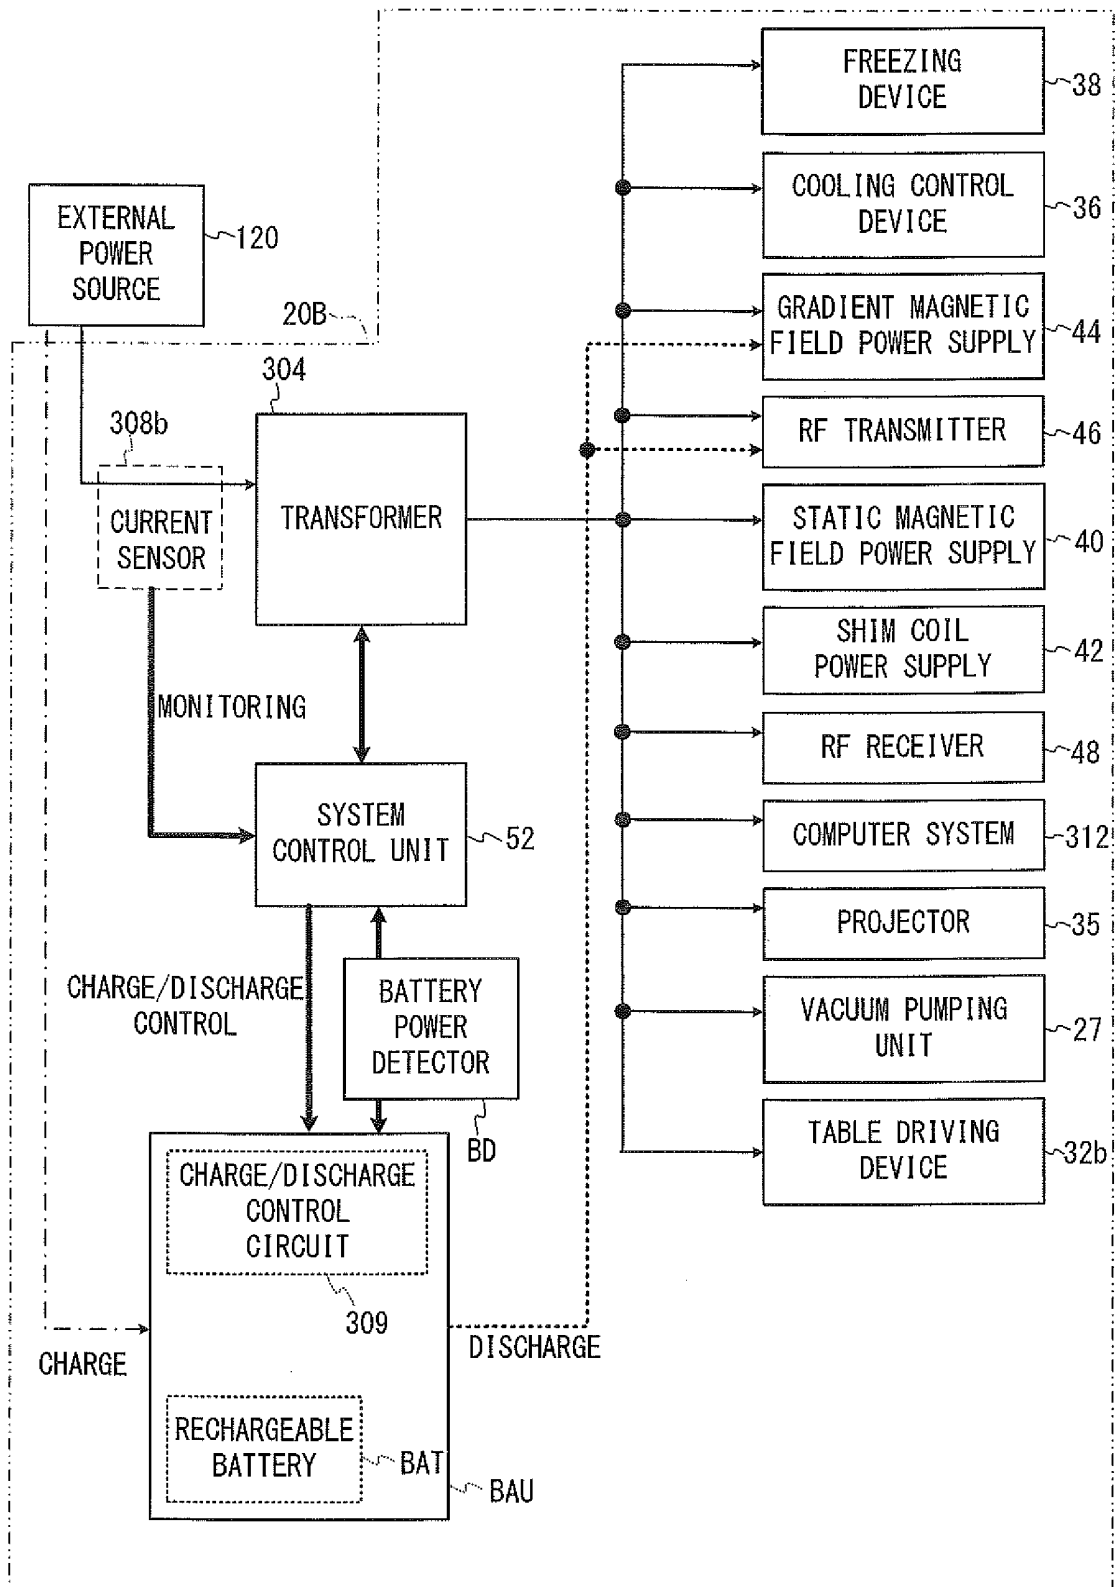 FREEZING
DEVICE
38
COOLING CONTROL
DEVICE
36
EXTERNAL
POWER
SOURCE
120
20B
GRADIENT MAGNETIC
FIELD POWER SUPPLY
44
304
308b
RF TRANSMITTER
46
CURRENT
SENSOR
TRANSFORMER
STATIC MAGNETIC
FIELD POWER SUPPLY
40
SHIM COIL
POWER SUPPLY
42
MONITORING
RF RECEIVER
48
SYSTEM
CONTROL UNIT
52
COMPUTER SYSTEM
312
PROJECTOR
35
CHARGE/DISCHARGE
CONTROL
BATTERY
POWER
DETECTOR
BD
VACUUM PUMPING
UNIT
27
TABLE DRIVING
DEVICE
32b
CHARGE/DISCHARGE
CONTROL
CIRCUIT
309
CHARGE
DISCHARGE
RECHARGEABLE
BATTERY
BAT
BAU